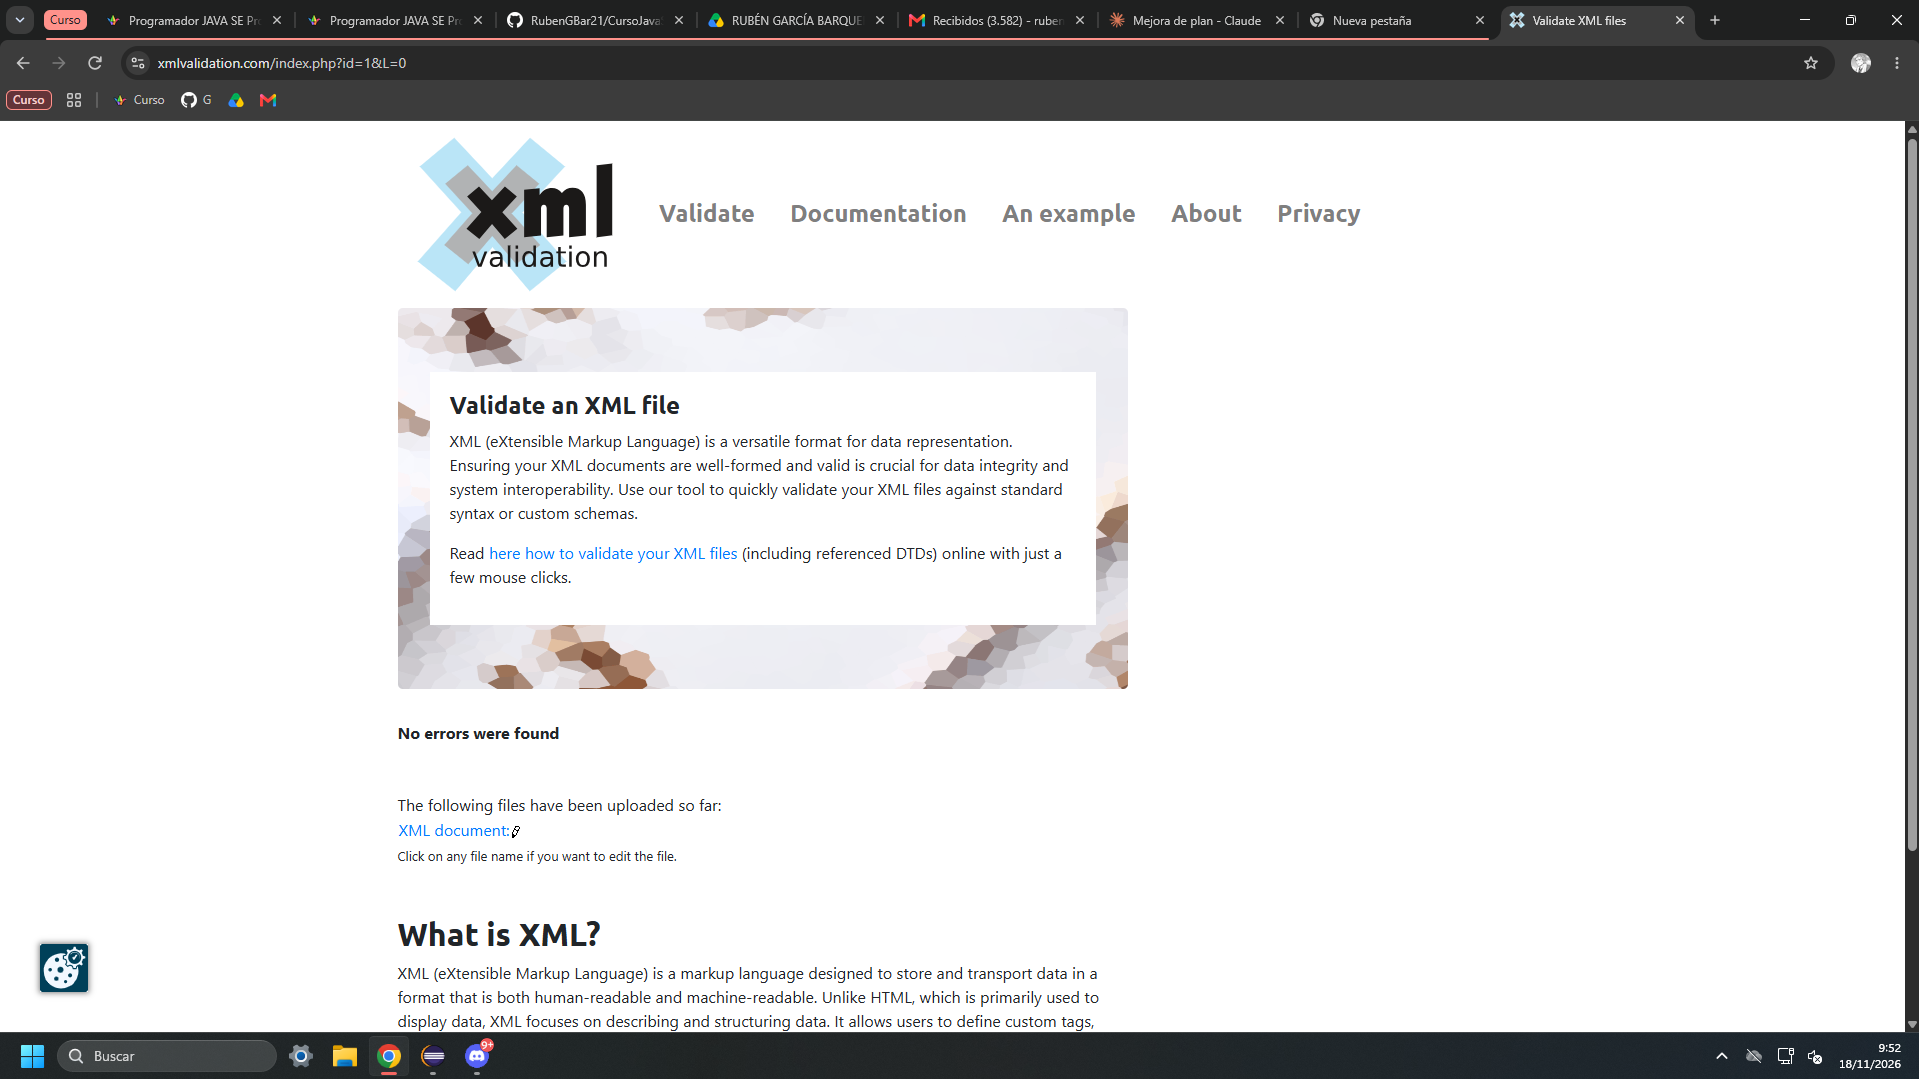 Curso
Programador JAVA SE Pr
Programador JAVA SE Pr
RubenGBar21/CursoJava
RUBÉN GARCÍA BARQUE
Recibidos (3.582) - ruben
Mejora de plan - Claude
Nueva pestaña
Validate XML files
xmlvalidation.com/index.php?id=1&L=0
Curso
Curso
G
xml
validation
Validate
Documentation
An example
About
Privacy
Validate an XML file
XML (eXtensible Markup Language) is a versatile format for data representation.
Ensuring your XML documents are well-formed and valid is crucial for data integrity and
system interoperability. Use our tool to quickly validate your XML files against standard
syntax or custom schemas.
Read here how to validate your XML files (including referenced DTDs) online with just a
few mouse clicks.
No errors were found
The following files have been uploaded so far:
XML document:
Click on any file name if you want to edit the file.
What is XML?
XML (eXtensible Markup Language) is a markup language designed to store and transport data in a
format that is both human-readable and machine-readable. Unlike HTML, which is primarily used to
display data, XML focuses on describing and structuring data. It allows users to define custom tags,
Buscar
9+
9:52
18/11/2026